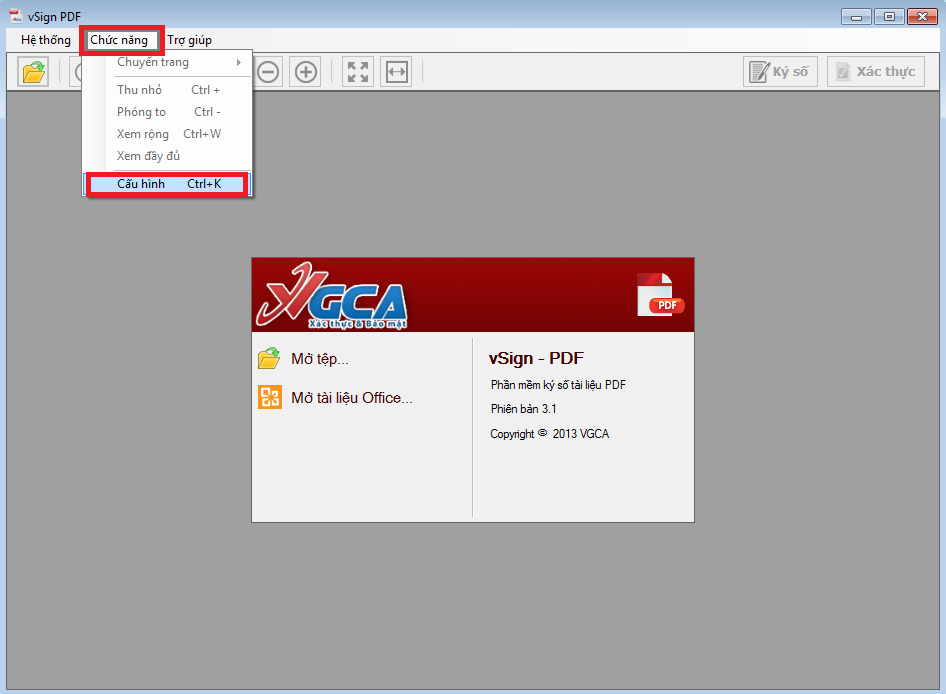 vSign PDF
Hệ thống Chức năng Trợ giúp
Chuyển trang
Ký số Xác thực
Thu nhỏ Ctrl +
Phóng to Ctrl -
Xem rộng Ctrl+W
Xem đầy đủ
Cấu hình Ctrl+K
VGCA
Xác thực & Bảo mật
PDF
Mở tệp...
Mở tài liệu Office...
vSign - PDF
Phần mềm ký số tài liệu PDF
Phiên bản 3.1
Copyright © 2013 VGCA